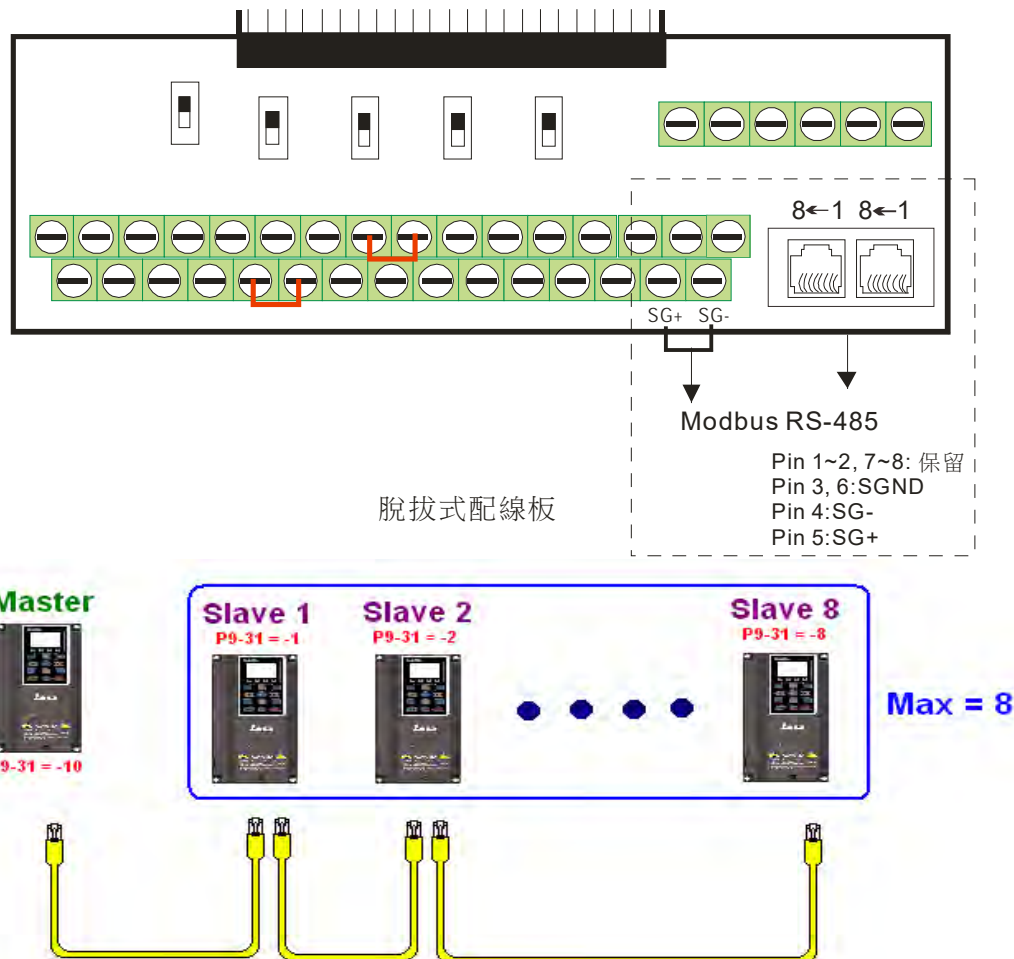 8←1 8←1
SG+ SG-
Modbus RS-485
Pin 1~2, 7~8: 保留
Pin 3, 6:SGND
Pin 4:SG-
Pin 5:SG+
脫拔式配線板
Master
Slave 1 Slave 2 Slave 8
P9-31 = -1 P9-31 = -2 P9-31 = -8
Max = 8
9-31 = -10